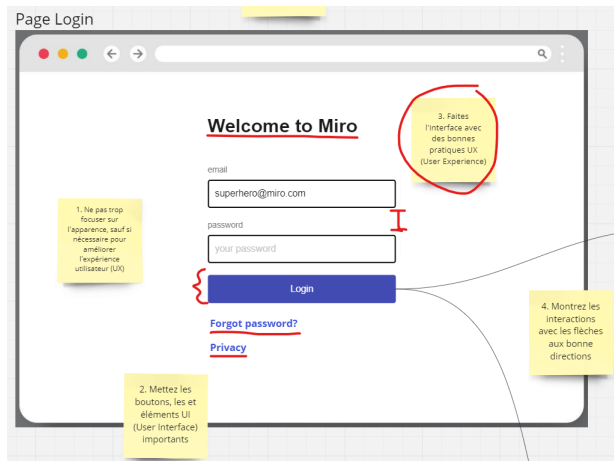 Page Login
Welcome to Miro
3. Faites
l'interface avec
des bonnes
pratiques UX
(User Experience)
email
superhero@miro.com
1. Ne pas trop
focuser sur
l'apparence, sauf si
nécessaire pour
améliorer
l'expérience
utilisateur (UX)
password
your password
Login
Forgot password?
Privacy
4. Montrez les
interactions
avec les flèches
aux bonne
directions
2. Mettez les
boutons, les et
éléments UI
(User Interface)
importants